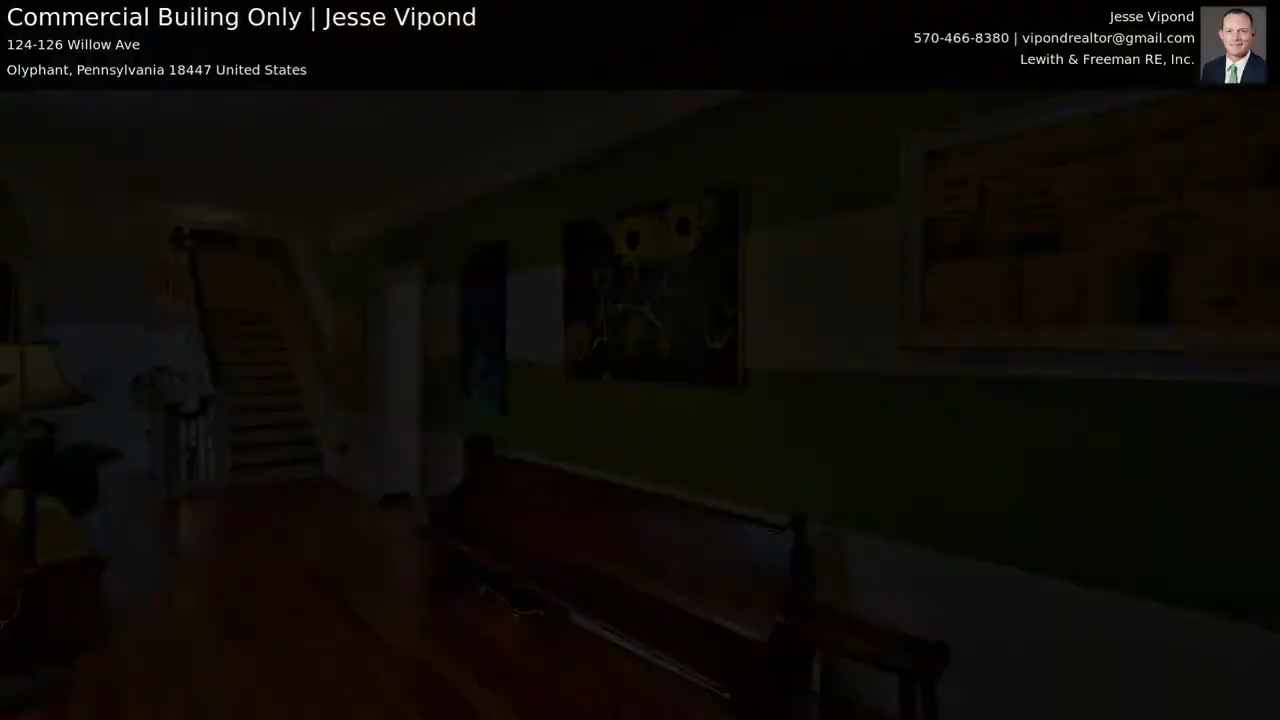 Commercial Builing Only | Jesse Vipond
124-126 Willow Ave
Olyphant, Pennsylvania 18447 United States
Jesse Vipond
570-466-8380 | vipondrealtor@gmail.com
Lewith & Freeman RE, Inc.